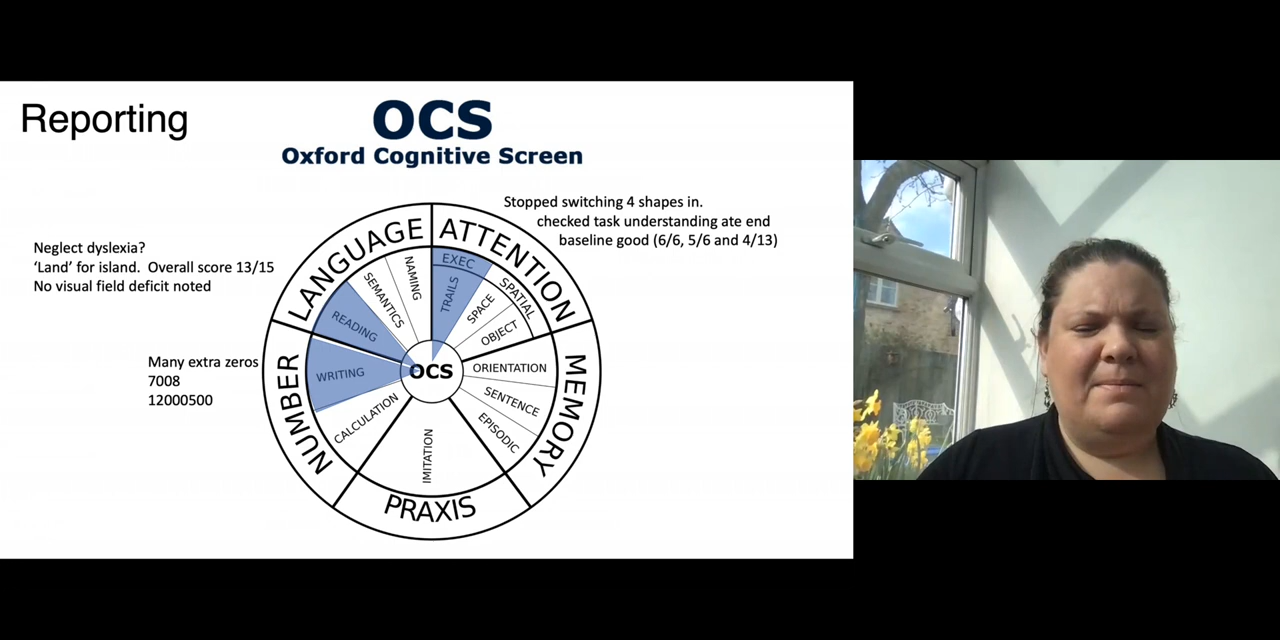 Reporting
OCS
Oxford Cognitive Screen
Stopped switching 4 shapes in.
checked task understanding ate end
baseline good (6/6, 5/6 and 4/13)
Neglect dyslexia?
‘Land’ for island.  Overall score 13/15
No visual field deficit noted
Many extra zeros
7008
12000500
LANGUAGE
NAMING
SEMANTICS
READING
ATTENTION
EXEC
TRAILS
SPATIAL
SPACE
OBJECT
MEMORY
ORIENTATION
SENTENCE
EPISODIC
PRAXIS
IMITATION
NUMBER
WRITING
CALCULATION
OCS